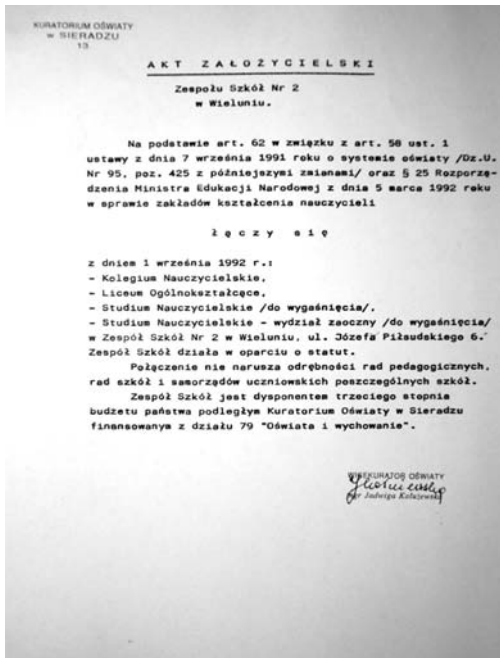 KURATORIUM OŚWIATY
w SIERADZU
13
AKT ZAŁOŻYCIELSKI
Zespołu Szkół Nr 2
w Wieluniu.
Na podstawie art. 62 w związku z art. 58 ust. 1
ustawy z dnia 7 września 1991 roku o systemie oświaty /Dz.U.
Nr 95, poz. 425 z późniejszymi zmianami/ oraz § 25 Rozporzą-
dzenia Ministra Edukacji Narodowej z dnia 5 marca 1992 roku
w sprawie zakładów kształcenia nauczycieli
łączy się
z dniem 1 września 1992 r.:
- Kolegium Nauczycielskie,
- Liceum Ogólnokształcące,
- Studium Nauczycielskie /do wygaśnięcia/,
- Studium Nauczycielskie - wydział zaoczny /do wygaśnięcia/
w Zespół Szkół Nr 2 w Wieluniu, ul. Józefa Piłsudskiego 6.
Zespół Szkół działa w oparciu o statut.
Połączenie nie narusza odrębności rad pedagogicznych,
rad szkół i samorządów uczniowskich poszczególnych szkół.
Zespół Szkół jest dysponentem trzeciego stopnia
budżetu państwa podległym Kuratorium Oświaty w Sieradzu
finansowanym z działu 79 "Oświata i wychowanie".
WICEKURATOR OŚWIATY
mgr Jadwiga